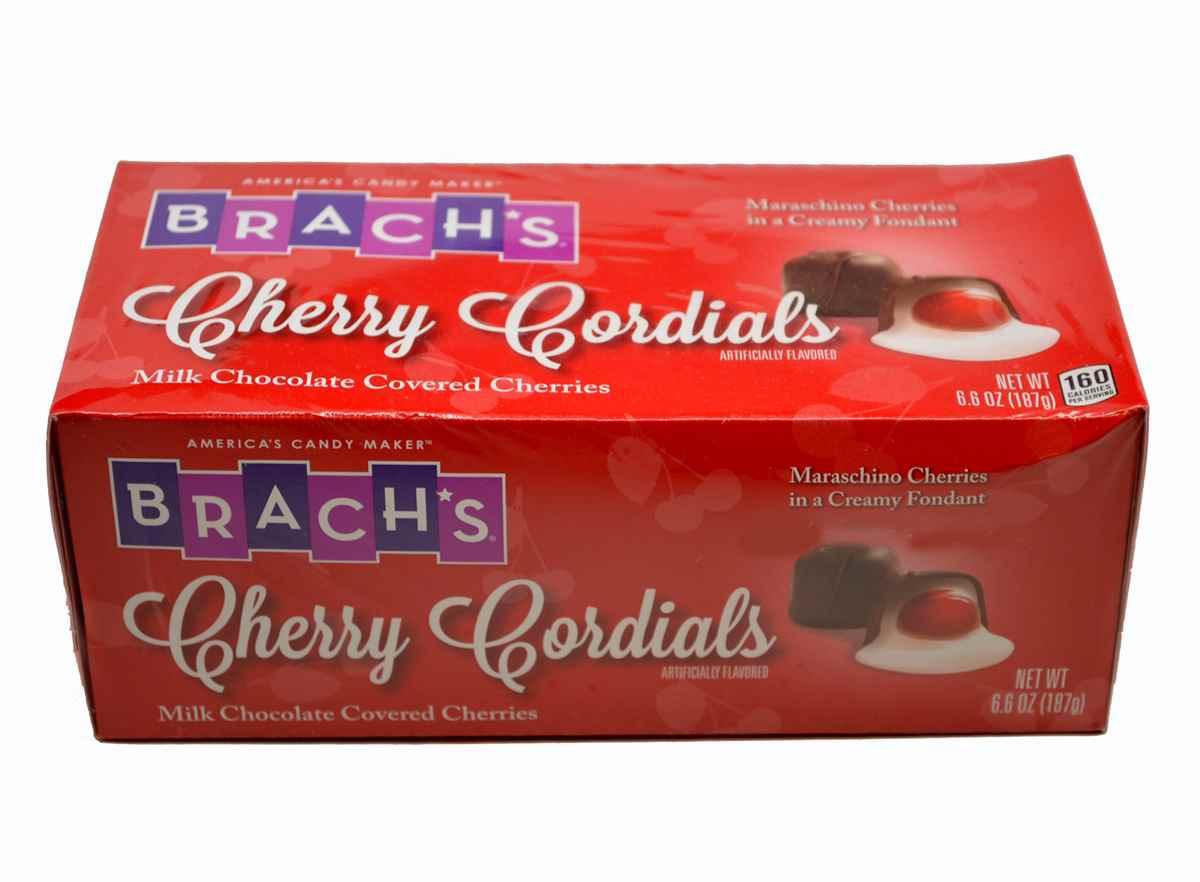 AMERICA'S CANDY MAKER™
BRACH'S®
Maraschino Cherries
in a Creamy Fondant
Cherry Cordials
ARTIFICIALLY FLAVORED
Milk Chocolate Covered Cherries
NET WT
6.6 OZ (187g)
160
CALORIES
PER SERVING
AMERICA'S CANDY MAKER™
BRACH'S®
Maraschino Cherries
in a Creamy Fondant
Cherry Cordials
ARTIFICIALLY FLAVORED
Milk Chocolate Covered Cherries
NET WT
6.6 OZ (187g)